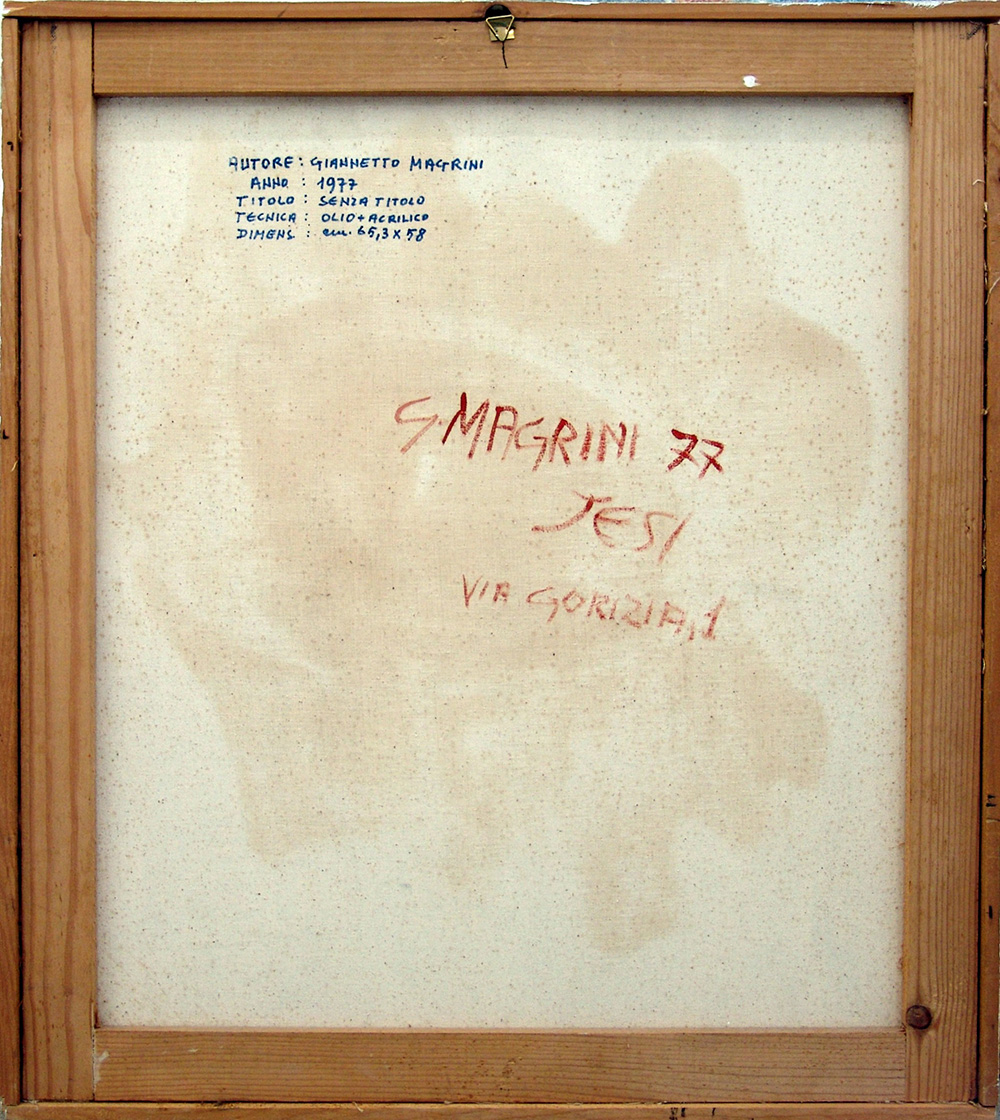 AUTORE: GIANNETTO MAGRINI
ANNO : 1977
TITOLO : SENZA TITOLO
TECNICA : OLIO+ACRILICO
DIMENS. : cm. 65,3 X 58
G.MAGRINI 77
JESI
VIA GORIZIA,1